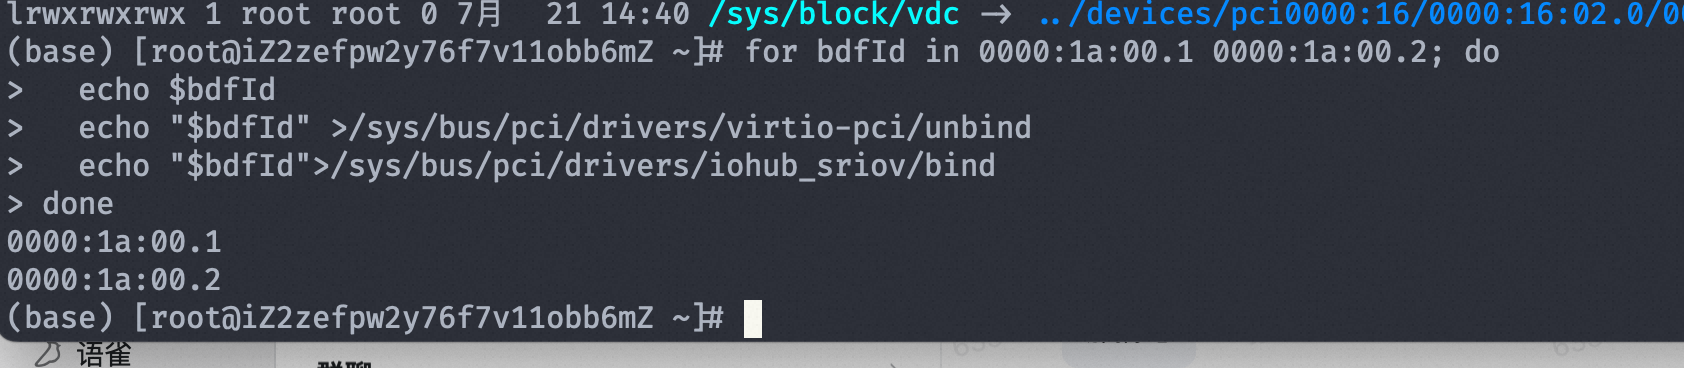 lrwxrwxrwx 1 root root 0 7月  21 14:40 /sys/block/vdc -> ../devices/pci0000:16/0000:16:02.0/0
(base) [root@iZ2zefpw2y76f7v11obb6mZ ~]# for bdfId in 0000:1a:00.1 0000:1a:00.2; do
>   echo $bdfId
>   echo "$bdfId" >/sys/bus/pci/drivers/virtio-pci/unbind
>   echo "$bdfId">/sys/bus/pci/drivers/iohub_sriov/bind
> done
0000:1a:00.1
0000:1a:00.2
(base) [root@iZ2zefpw2y76f7v11obb6mZ ~]#
语雀